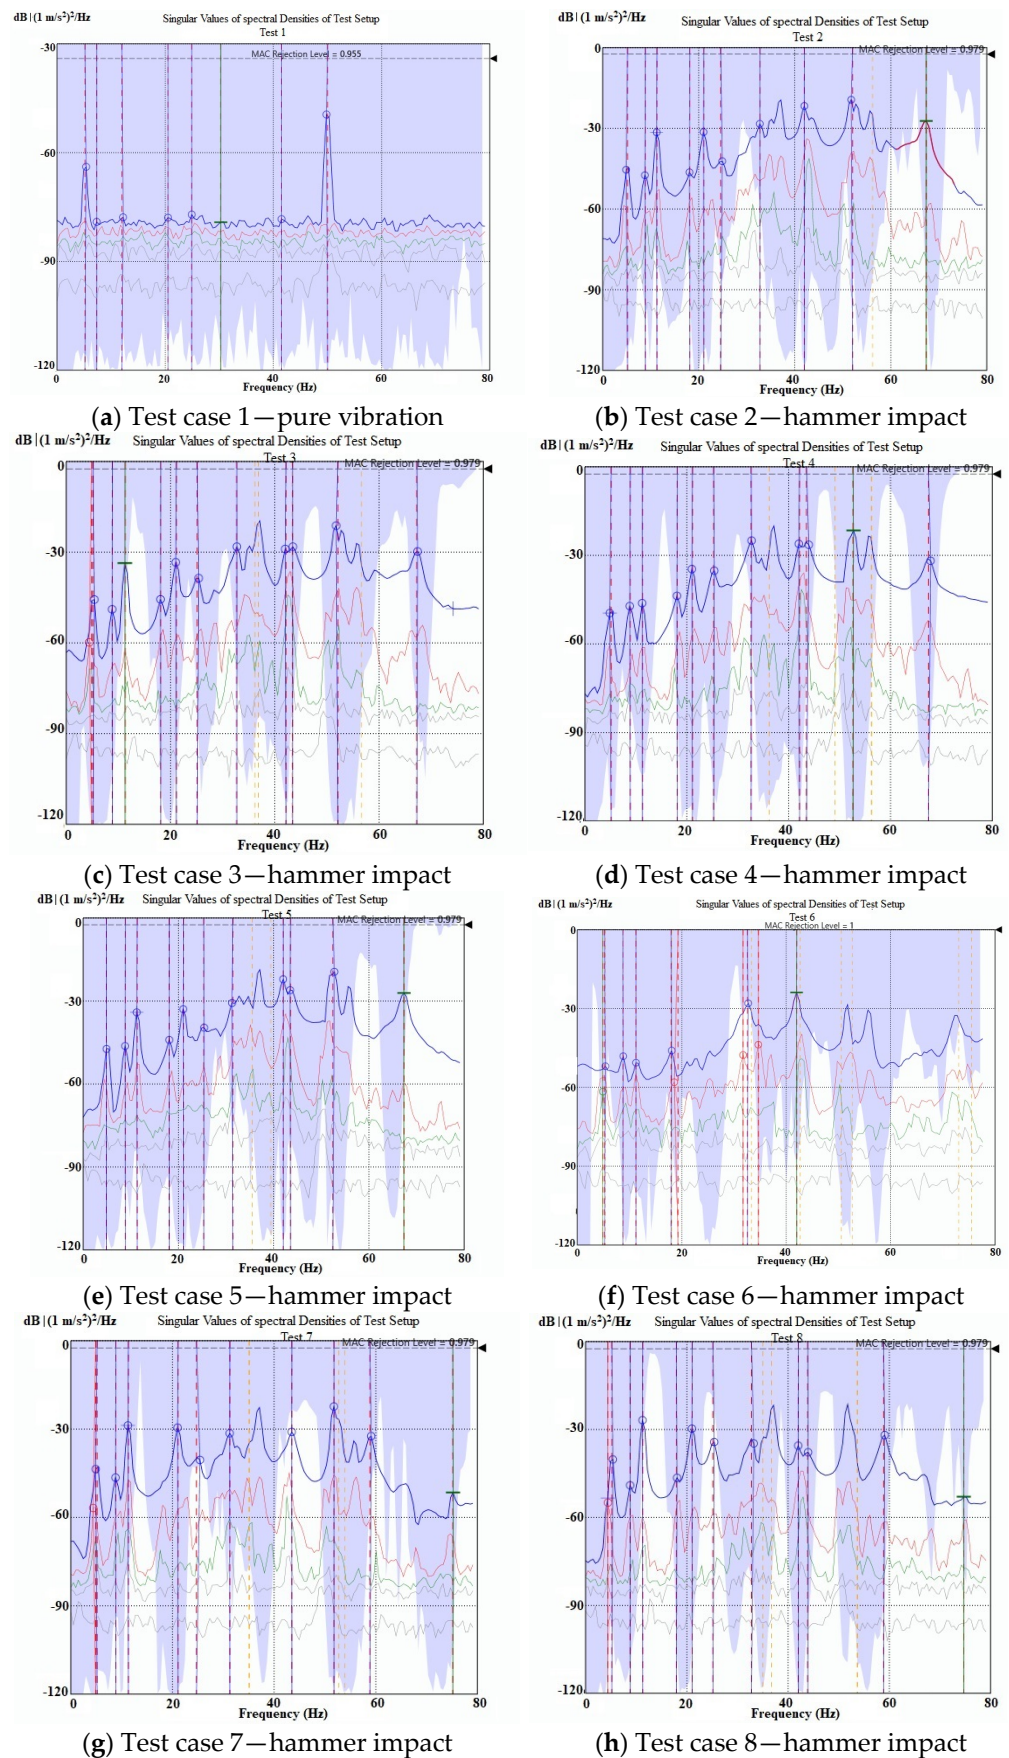 dB | (1 m/s²)²/Hz Singular Values of spectral Densities of Test Setup
Test 1
MAC Rejection Level = 0.955
-30
-60
-90
-120
0 20 40 60 80
Frequency (Hz)
(a) Test case 1—pure vibration
dB | (1 m/s²)²/Hz Singular Values of spectral Densities of Test Setup
Test 2
MAC Rejection Level = 0.979
0
-30
-60
-90
-120
0 20 40 60 80
Frequency (Hz)
(b) Test case 2—hammer impact
dB | (1 m/s²)²/Hz Singular Values of spectral Densities of Test Setup
Test 3
MAC Rejection Level = 0.979
0
-30
-60
-90
-120
0 20 40 60 80
Frequency (Hz)
(c) Test case 3—hammer impact
dB | (1 m/s²)²/Hz Singular Values of spectral Densities of Test Setup
Test 4
MAC Rejection Level = 0.979
0
-30
-60
-90
-120
0 20 40 60 80
Frequency (Hz)
(d) Test case 4—hammer impact
dB | (1 m/s²)²/Hz Singular Values of spectral Densities of Test Setup
Test 5
MAC Rejection Level = 0.979
0
-30
-60
-90
-120
0 20 40 60 80
Frequency (Hz)
(e) Test case 5—hammer impact
dB | (1 m/s²)²/Hz Singular Values of spectral Densities of Test Setup
Test 6
MAC Rejection Level = 1
0
-30
-60
-90
-120
0 20 40 60 80
Frequency (Hz)
(f) Test case 6—hammer impact
dB | (1 m/s²)²/Hz Singular Values of spectral Densities of Test Setup
Test 7
MAC Rejection Level = 0.979
0
-30
-60
-90
-120
0 20 40 60 80
Frequency (Hz)
(g) Test case 7—hammer impact
dB | (1 m/s²)²/Hz Singular Values of spectral Densities of Test Setup
Test 8
MAC Rejection Level = 0.979
0
-30
-60
-90
-120
0 20 40 60 80
Frequency (Hz)
(h) Test case 8—hammer impact